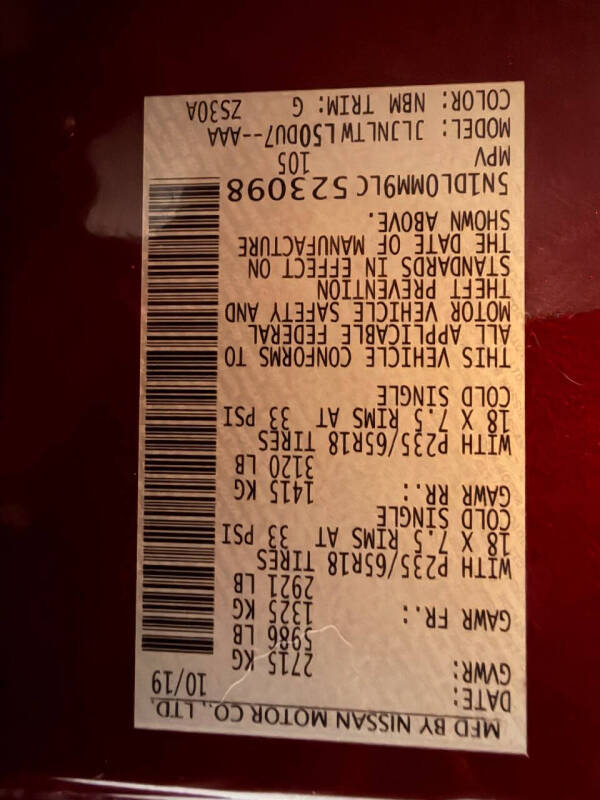 MFD BY NISSAN MOTOR CO., LTD.
DATE: 10/19
GVWR: 2715 KG
5986 LB
GAWR FR.: 1325 KG
2921 LB
WITH P235/65R18 TIRES
18 X 7.5 RIMS AT 33 PSI
COLD SINGLE
GAWR RR.: 1415 KG
3120 LB
WITH P235/65R18 TIRES
18 X 7.5 RIMS AT 33 PSI
COLD SINGLE
THIS VEHICLE CONFORMS TO
ALL APPLICABLE FEDERAL
MOTOR VEHICLE SAFETY AND
THEFT PREVENTION
STANDARDS IN EFFECT ON
THE DATE OF MANUFACTURE
SHOWN ABOVE.
5N1DL0MM9LC523098
MPV 105
MODEL: JLJNLTWL50DU7--AAA
COLOR: NBM TRIM: G ZS30A